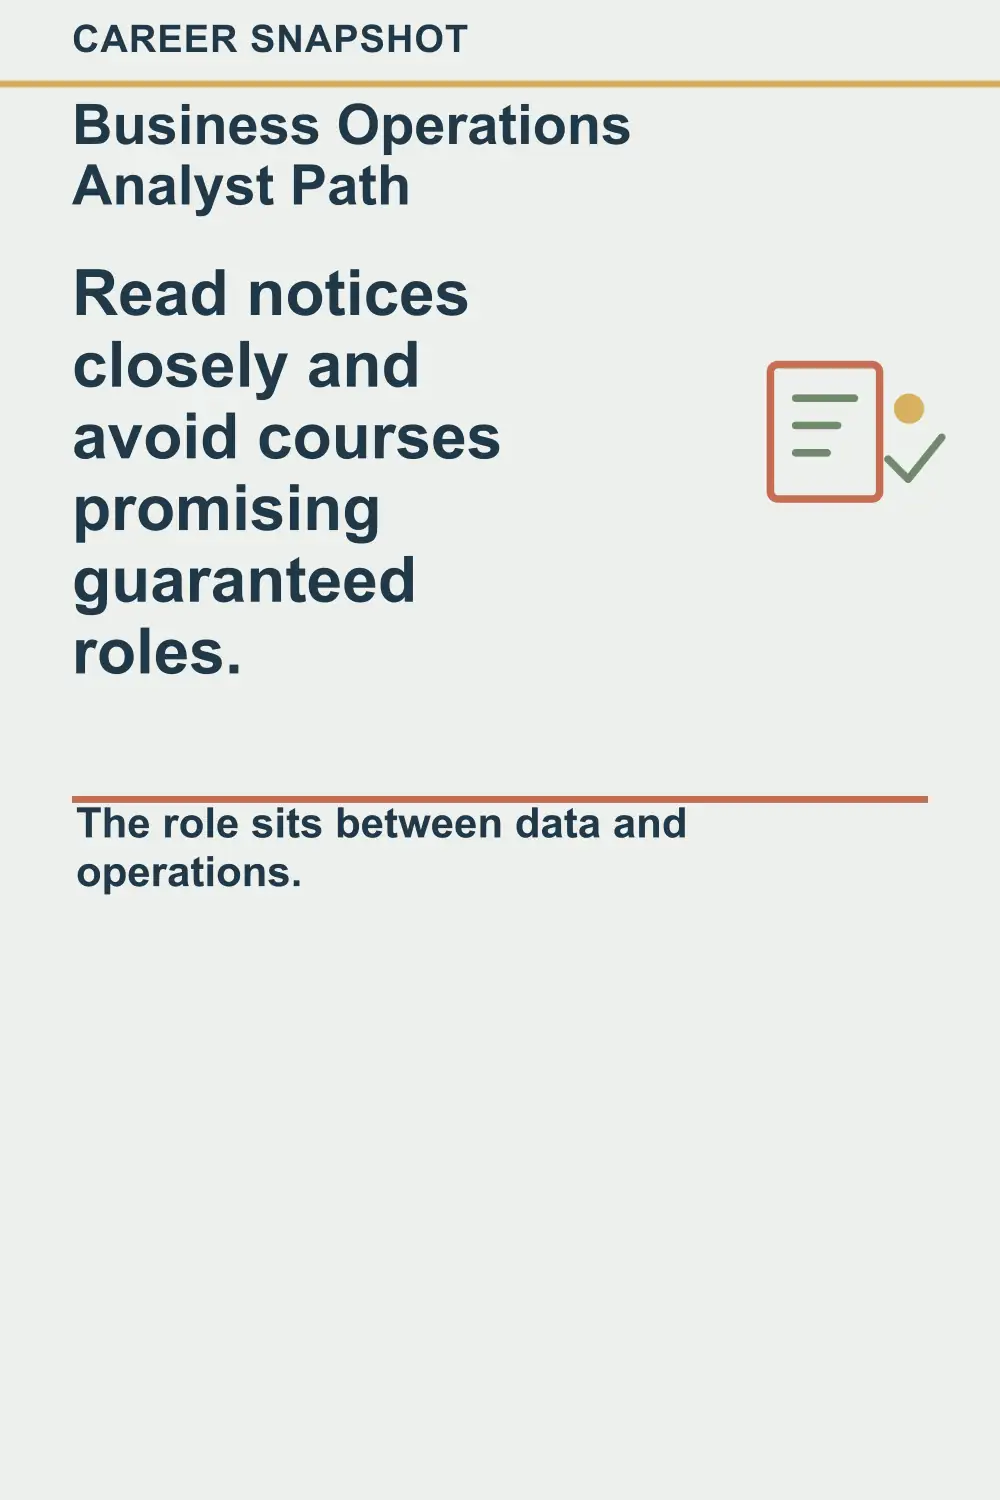 CAREER SNAPSHOT
Business Operations
Analyst Path
Read notices
closely and
avoid courses
promising
guaranteed
roles.
The role sits between data and
operations.